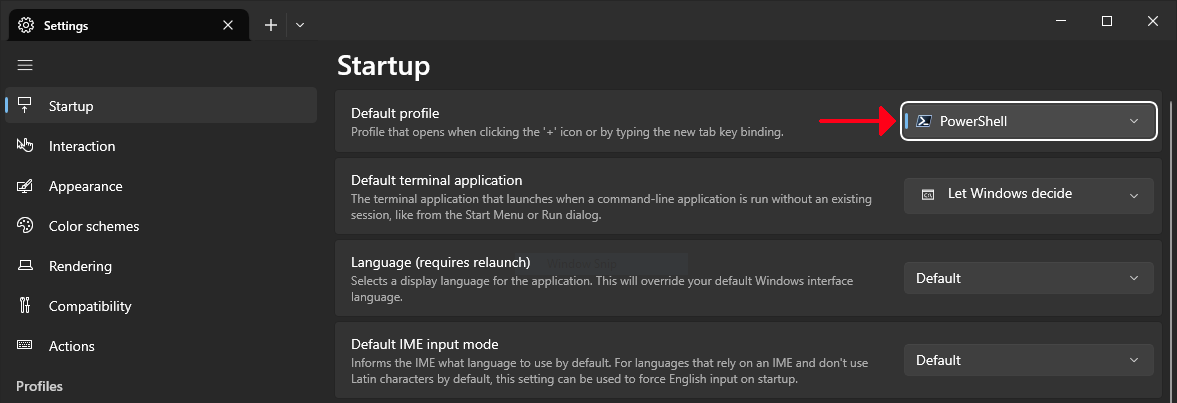 Settings
Startup
Startup
Interaction
Appearance
Color schemes
Rendering
Compatibility
Actions
Profiles
Default profile
Profile that opens when clicking the '+' icon or by typing the new tab key binding.
PowerShell
Default terminal application
The terminal application that launches when a command-line application is run without an existing
session, like from the Start Menu or Run dialog.
Let Windows decide
Language (requires relaunch)
Selects a display language for the application. This will override your default Windows interface
language.
Default
Default IME input mode
Informs the IME what language to use by default. For languages that rely on an IME and don't use
Latin characters by default, this setting can be used to force English input on startup.
Default